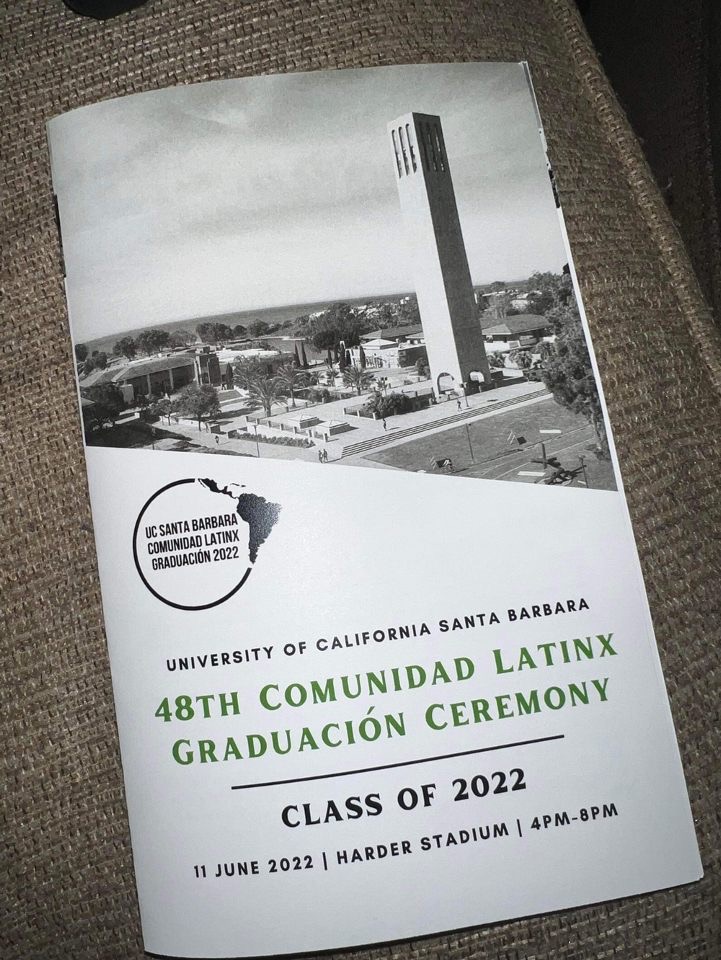 UC SANTA BARBARA
COMUNIDAD LATINX
GRADUACIÓN 2022
UNIVERSITY OF CALIFORNIA SANTA BARBARA
48TH COMUNIDAD LATINX
GRADUACIÓN CEREMONY
CLASS OF 2022
11 JUNE 2022 | HARDER STADIUM | 4PM-8PM